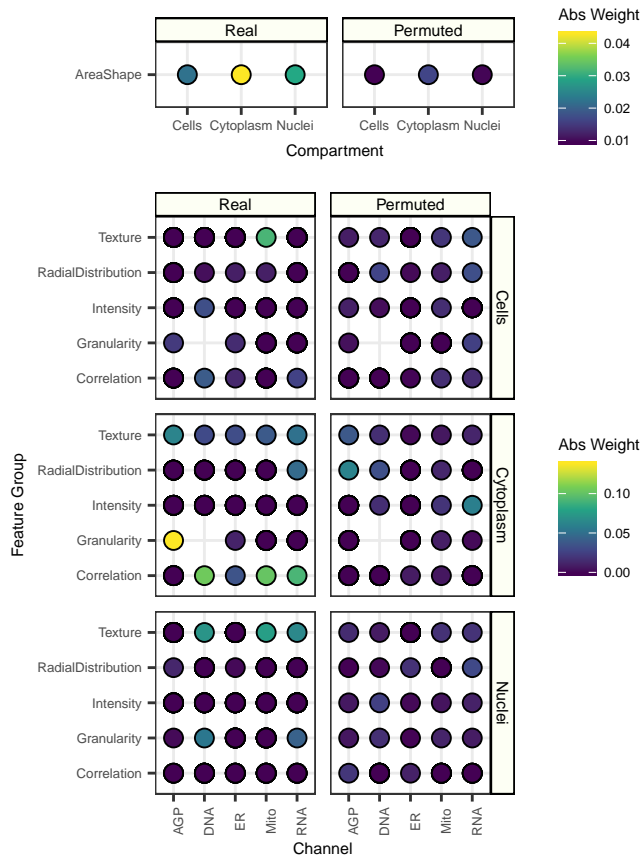 Real Permuted
AreaShape
Cells Cytoplasm Nuclei Cells Cytoplasm Nuclei
Compartment
Abs Weight
0.04
0.03
0.02
0.01
Real Permuted
Texture
RadialDistribution
Intensity
Granularity
Correlation
Cells
Texture
RadialDistribution
Intensity
Granularity
Correlation
Cytoplasm
Texture
RadialDistribution
Intensity
Granularity
Correlation
Nuclei
Feature Group
AGP DNA ER Mito RNA AGP DNA ER Mito RNA
Channel
Abs Weight
0.10
0.05
0.00